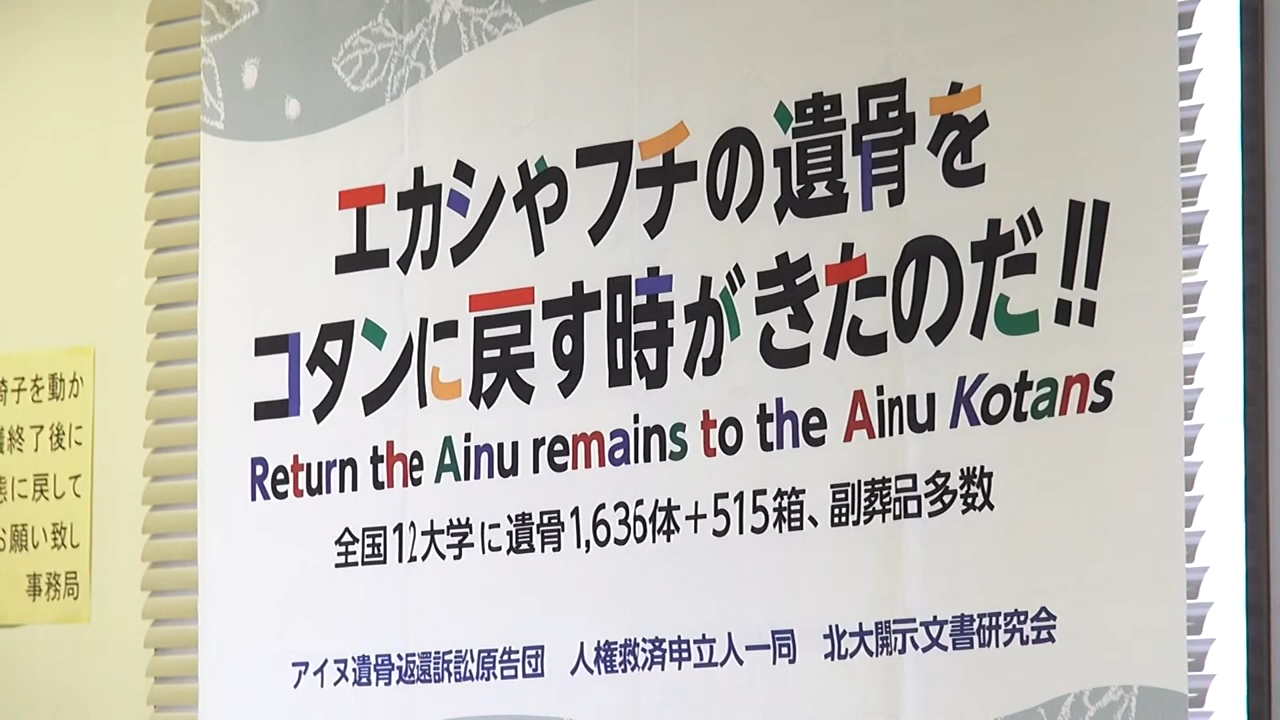 エカシやフチの遺骨を
コタンに戻す時がきたのだ!!
Return the Ainu remains to the Ainu Kotans
全国12大学に遺骨1,636体+515箱、副葬品多数
アイヌ遺骨返還訴訟原告団 人権救済申立人一同 北大開示文書研究会
椅子を動か
議終了後に
態に戻して
お願い致し
事務局